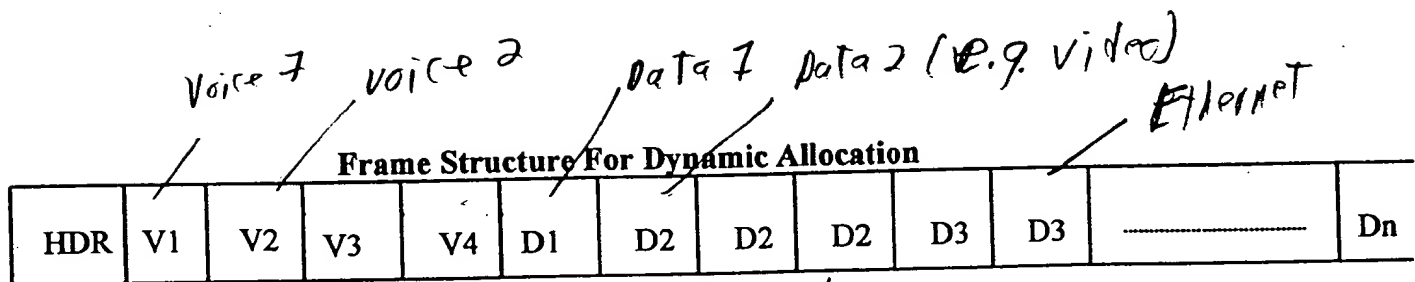 Voice 1 voice 2 Data 1 Data 2 (e.g. video) Ethernet
Frame Structure For Dynamic Allocation
HDR V1 V2 V3 V4 D1 D2 D2 D2 D3 D3 ........................... Dn